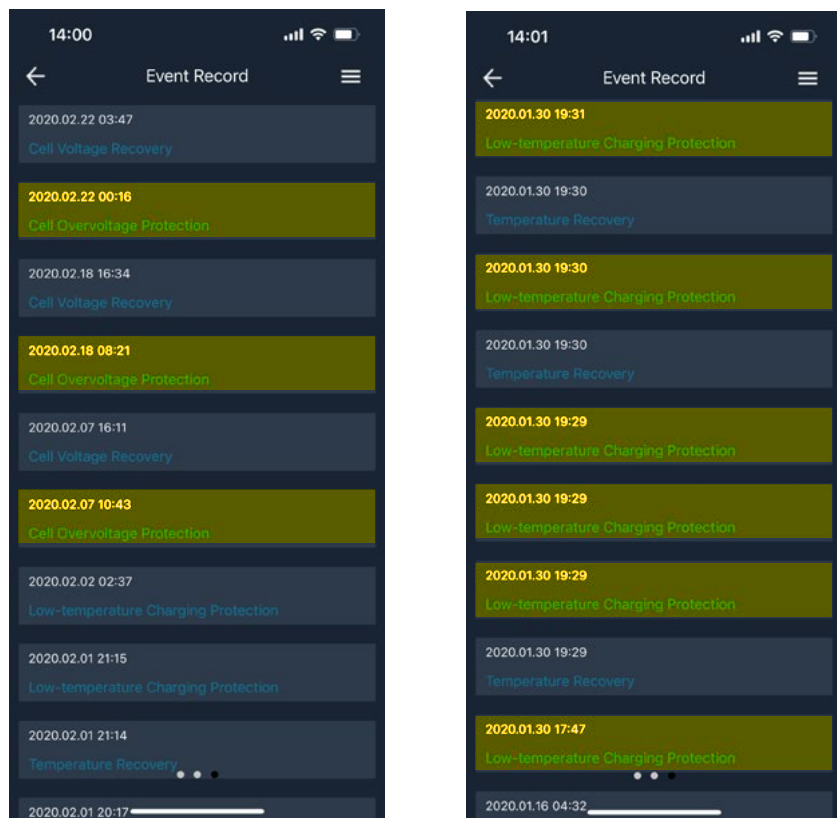 14:00
Event Record
2020.02.22 03:47
Cell Voltage Recovery
2020.02.22 00:16
Cell Overvoltage Protection
2020.02.18 16:34
Cell Voltage Recovery
2020.02.18 08:21
Cell Overvoltage Protection
2020.02.07 16:11
Cell Voltage Recovery
2020.02.07 10:43
Cell Overvoltage Protection
2020.02.02 02:37
Low-temperature Charging Protection
2020.02.01 21:15
Low-temperature Charging Protection
2020.02.01 21:14
Temperature Recovery
2020.02.01 20:17
14:01
Event Record
2020.01.30 19:31
Low-temperature Charging Protection
2020.01.30 19:30
Temperature Recovery
2020.01.30 19:30
Low-temperature Charging Protection
2020.01.30 19:30
Temperature Recovery
2020.01.30 19:29
Low-temperature Charging Protection
2020.01.30 19:29
Low-temperature Charging Protection
2020.01.30 19:29
Low-temperature Charging Protection
2020.01.30 19:29
Temperature Recovery
2020.01.30 17:47
Low-temperature Charging Protection
2020.01.16 04:32